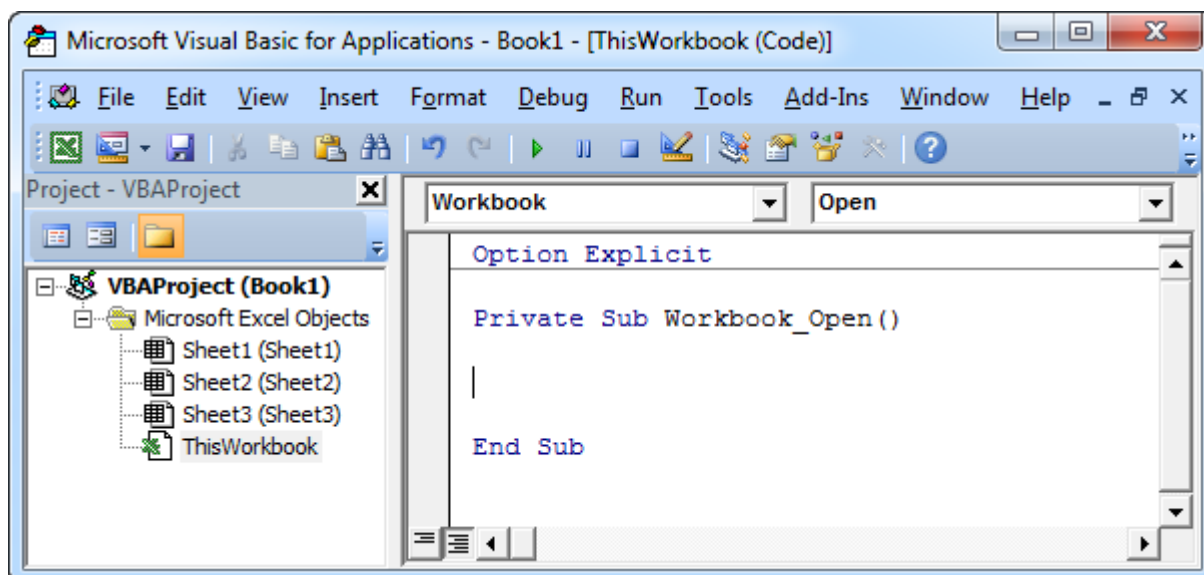 Microsoft Visual Basic for Applications - Book1 - [ThisWorkbook (Code)]
File Edit View Insert Format Debug Run Tools Add-Ins Window Help
Project - VBAProject
VBAProject (Book1)
Microsoft Excel Objects
Sheet1 (Sheet1)
Sheet2 (Sheet2)
Sheet3 (Sheet3)
ThisWorkbook
Workbook Open
Option Explicit
Private Sub Workbook_Open()
End Sub